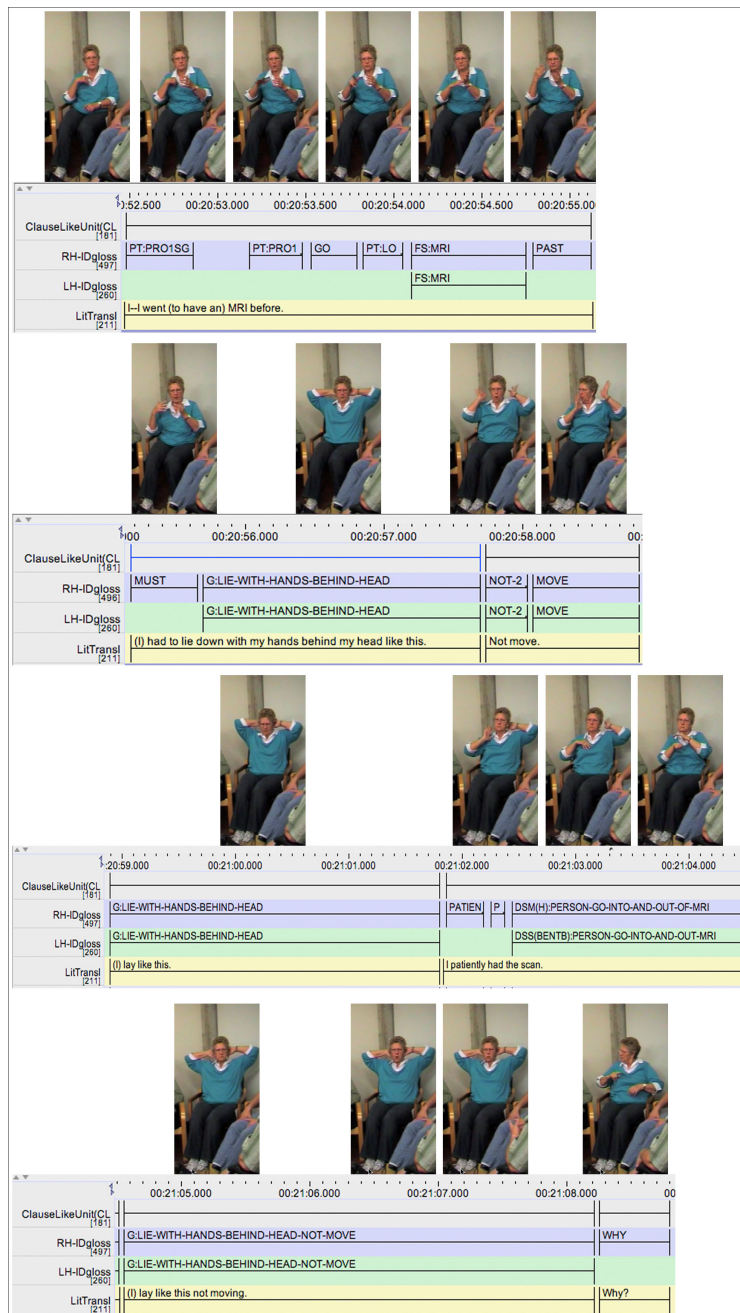 ):52.500 00:20:53.000 00:20:53.500 00:20:54.000 00:20:54.500 00:20:55.00
ClauseLikeUnit(CL
[181]
RH-IDgloss PT:PRO1SG PT:PRO1 GO PT:LO FS:MRI PAST
[497]
LH-IDgloss FS:MRI
[260]
LitTransl I--I went (to have an) MRI before.
[211]
:00 00:20:56.000 00:20:57.000 00:20:58.000 00:
ClauseLikeUnit(CL
[181]
RH-IDgloss MUST G:LIE-WITH-HANDS-BEHIND-HEAD NOT-2 MOVE
[496]
LH-IDgloss G:LIE-WITH-HANDS-BEHIND-HEAD NOT-2 MOVE
[260]
LitTransl (I) had to lie down with my hands behind my head like this. Not move.
[211]
:20:59.000 00:21:00.000 00:21:01.000 00:21:02.000 00:21:03.000 00:21:04.000
ClauseLikeUnit(CL
[181]
RH-IDgloss G:LIE-WITH-HANDS-BEHIND-HEAD PATIEN P DSM(H):PERSON-GO-INTO-AND-OUT-OF-MRI
[497]
LH-IDgloss G:LIE-WITH-HANDS-BEHIND-HEAD DSS(BENTB):PERSON-GO-INTO-AND-OUT-MRI
[260]
LitTransl (I) lay like this. I patiently had the scan.
[211]
00:21:05.000 00:21:06.000 00:21:07.000 00:21:08.000 00
ClauseLikeUnit(CL
[181]
RH-IDgloss G:LIE-WITH-HANDS-BEHIND-HEAD-NOT-MOVE WHY
[497]
LH-IDgloss G:LIE-WITH-HANDS-BEHIND-HEAD-NOT-MOVE
[260]
LitTransl (I) lay like this not moving. Why?
[211]